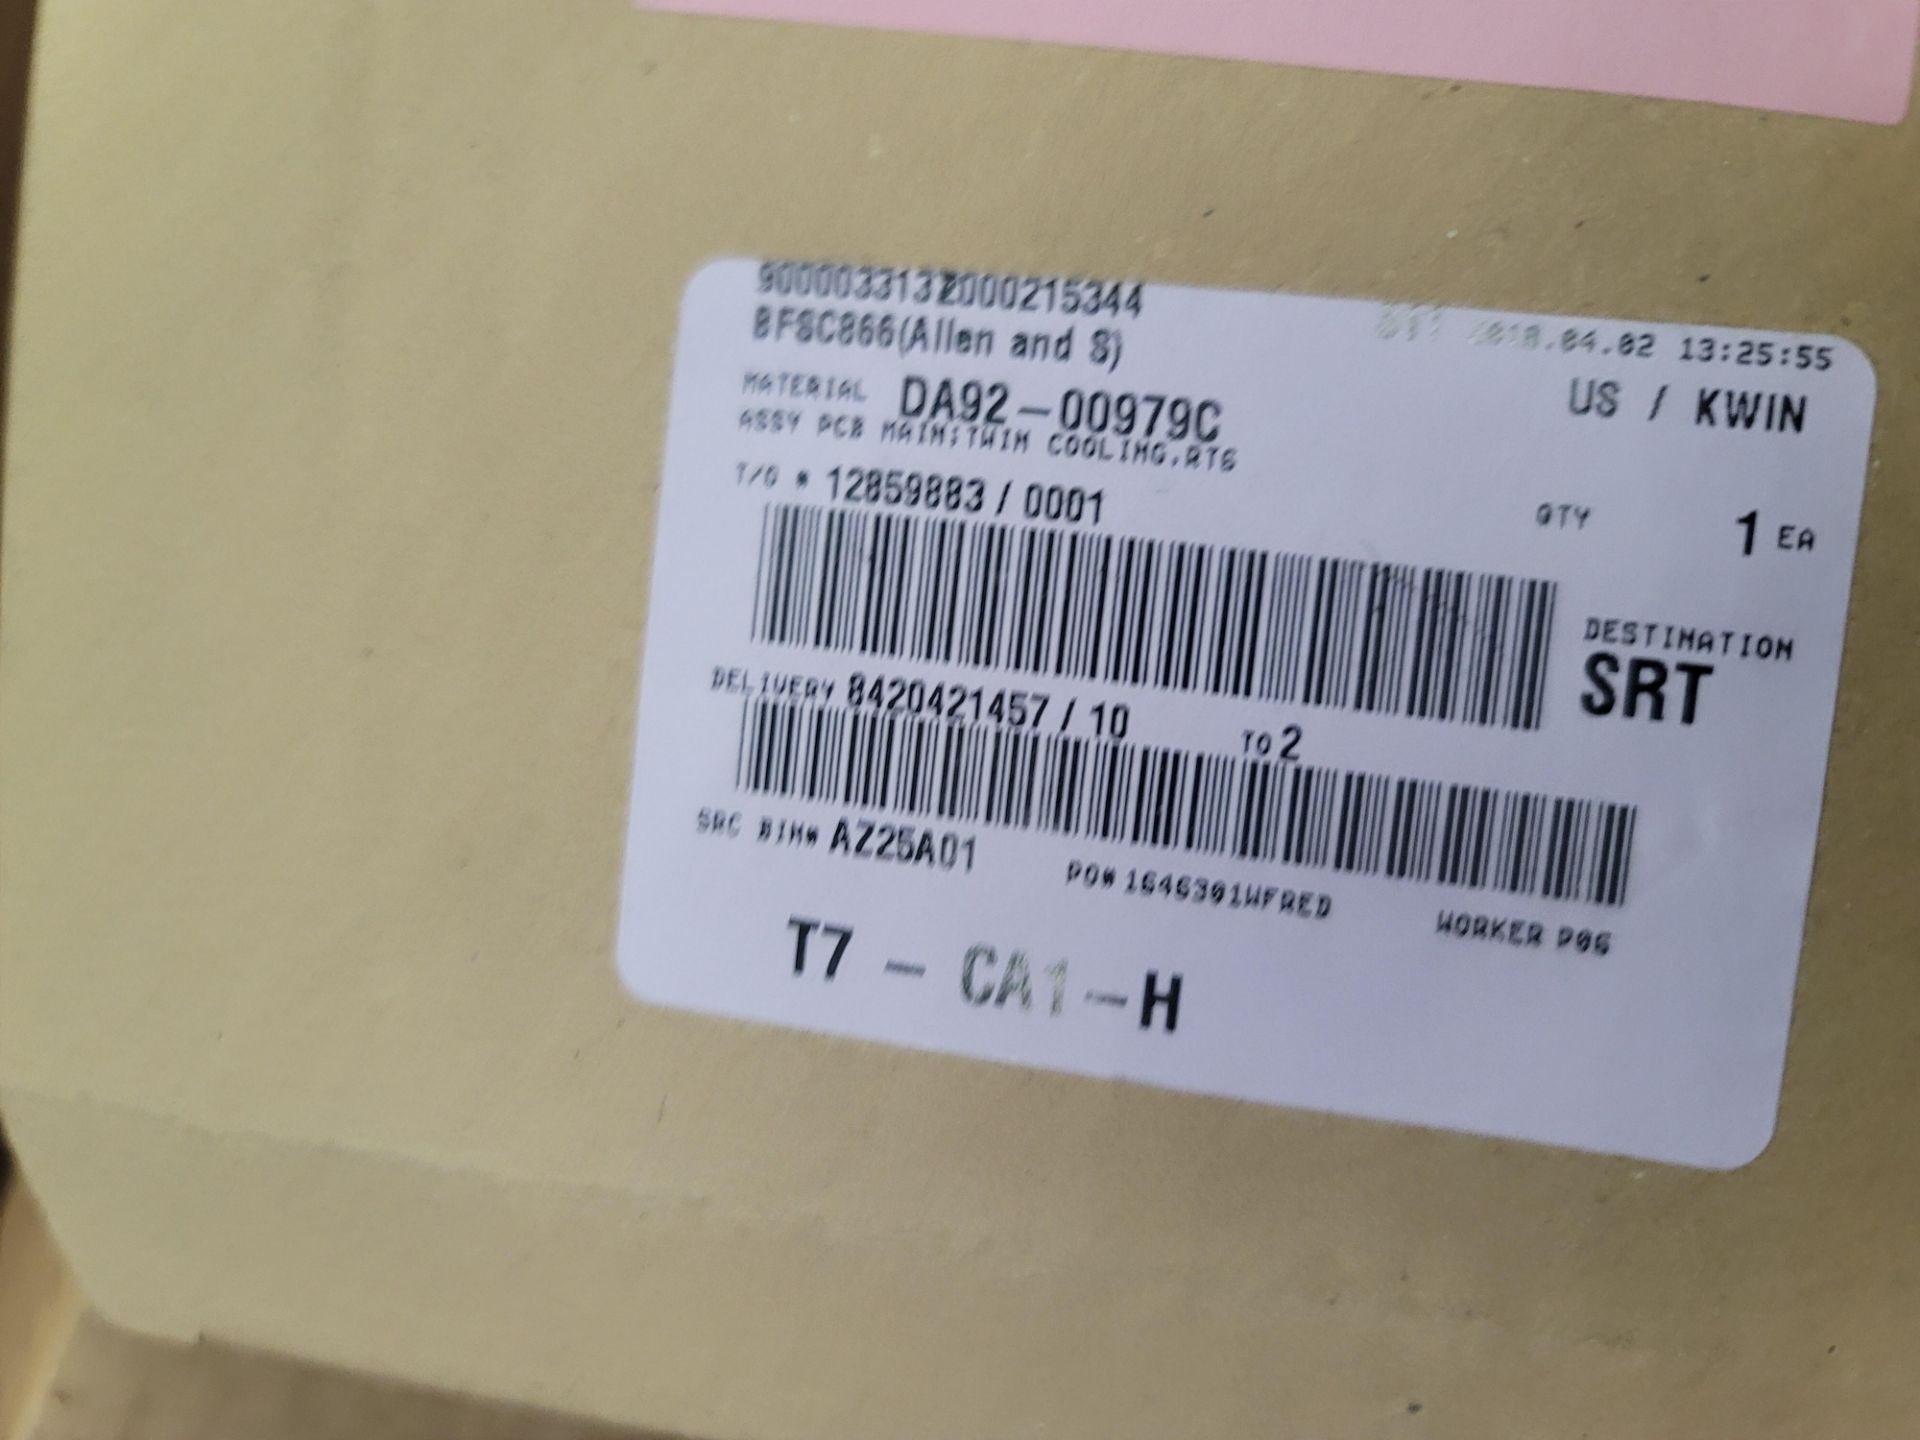 9000033132000215344
BFSC866(Allen and S)
.04.02 13:25:55
US / KWIN
MATERIAL DA92-00979C
ASSY PCB MAIN;TWIN COOLING,RT6
T/O # 12859883 / 0001
QTY 1 EA
DESTINATION
SRT
DELIVERY 8420421457 / 10 TO 2
SRC BIN# AZ25A01
PO# 1646301WFRED
WORKER P06
T7 - CA1 - H